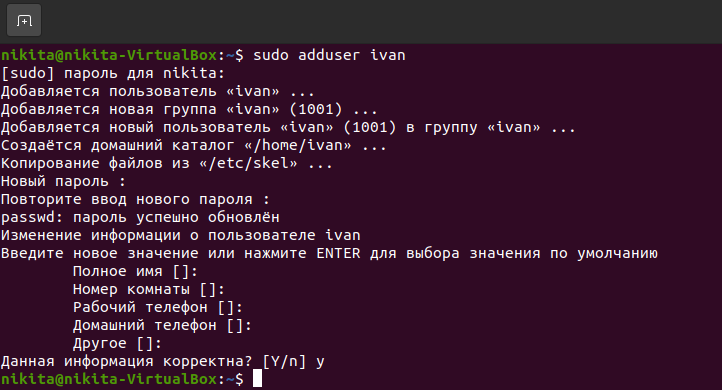 nikita@nikita-VirtualBox:~$ sudo adduser ivan
[sudo] пароль для nikita:
Добавляется пользователь «ivan» ...
Добавляется новая группа «ivan» (1001) ...
Добавляется новый пользователь «ivan» (1001) в группу «ivan» ...
Создаётся домашний каталог «/home/ivan» ...
Копирование файлов из «/etc/skel» ...
Новый пароль :
Повторите ввод нового пароля :
passwd: пароль успешно обновлён
Изменение информации о пользователе ivan
Введите новое значение или нажмите ENTER для выбора значения по умолчанию
Полное имя []:
Номер комнаты []:
Рабочий телефон []:
Домашний телефон []:
Другое []:
Данная информация корректна? [Y/n] y
nikita@nikita-VirtualBox:~$